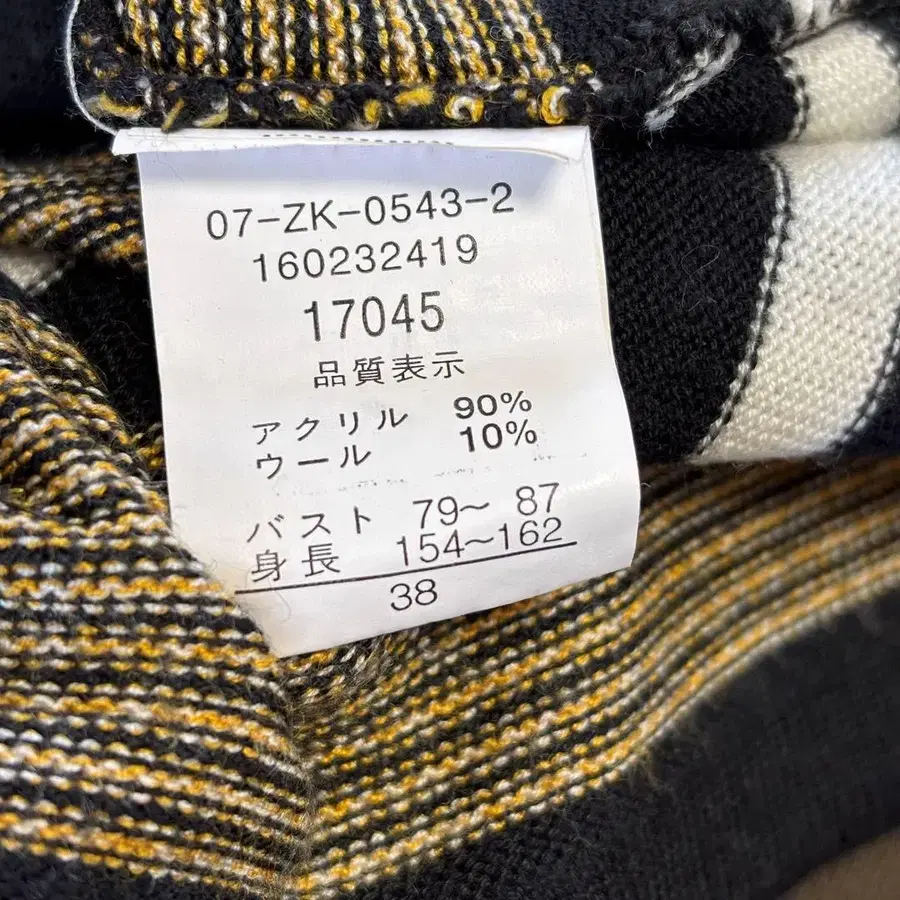 07-ZK-0543-2
160232419
17045
品質表示
アクリル 90%
ウール 10%
バスト 79～ 87
身長 154～162
38